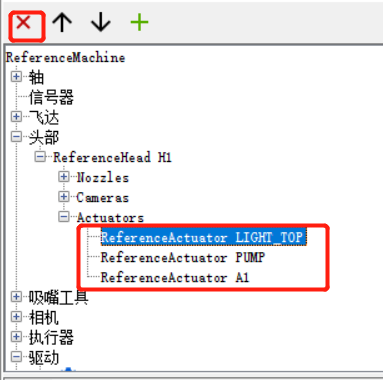 ReferenceMachine
轴
信号器
飞达
头部
ReferenceHead H1
Nozzles
Cameras
Actuators
ReferenceActuator LIGHT_TOP
ReferenceActuator PUMP
ReferenceActuator A1
吸嘴工具
相机
执行器
驱动